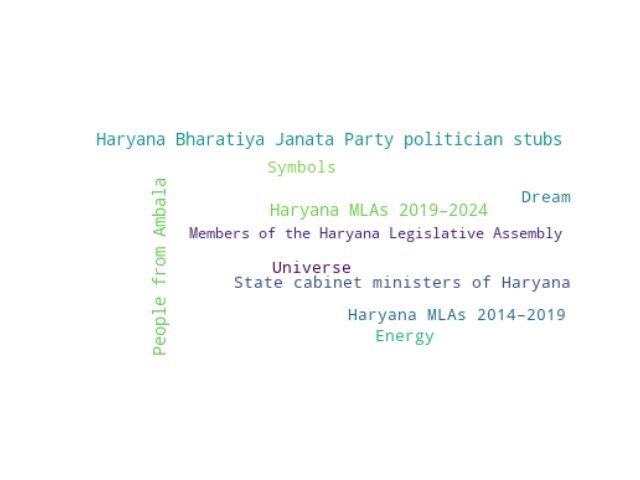 Haryana Bharatiya Janata Party politician stubs
Symbols
People from Ambala
Dream
Haryana MLAs 2019–2024
Members of the Haryana Legislative Assembly
Universe
State cabinet ministers of Haryana
Haryana MLAs 2014–2019
Energy